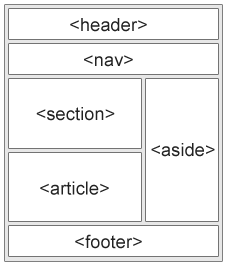 <header>
<nav>
<section>
<aside>
<article>
<footer>